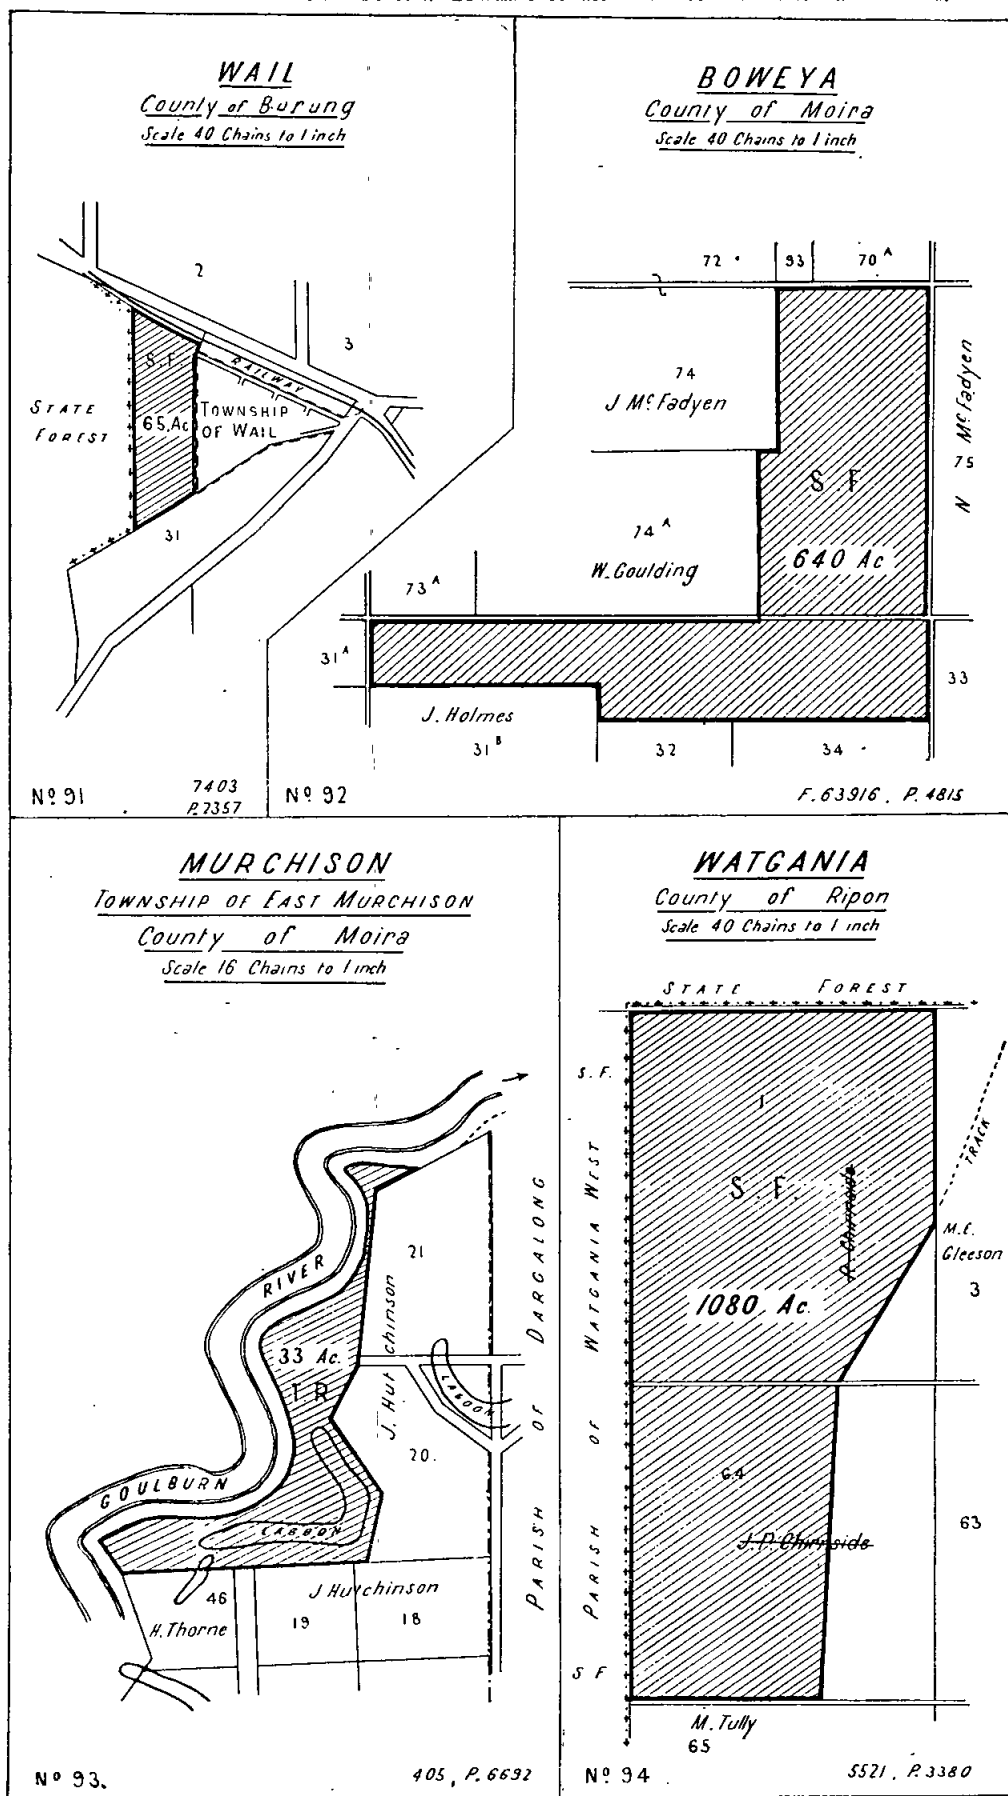 WAIL
County of Burung
Scale 40 Chains to 1 inch
2
3
S.F.
RAILWAY
STATE
FOREST
65 Ac
TOWNSHIP
OF WAIL
31
Nº 91
7403
P.7357
BOWEYA
County of Moira
Scale 40 Chains to 1 inch
72
93
70A
74
J McFadyen
N McFadyen
75
S.F
74A
W. Goulding
640 Ac
73A
31A
33
J. Holmes
31B
32
34
Nº 92
F.63916, P.4815
MURCHISON
TOWNSHIP OF EAST MURCHISON
County of Moira
Scale 16 Chains to 1 inch
21
RIVER
J. Hutchinson
33 Ac.
T R
LAGOON
20.
GOULBURN
LAGOON
46
J Hutchinson
H. Thorne
19
18
PARISH OF DARGALONG
Nº 93.
405, P.6692
WATGANIA
County of Ripon
Scale 40 Chains to 1 inch
STATE FOREST
S.F.
1
TRACK
S.F.
M.E.
Gleeson
3
1080 Ac.
PARISH OF WATGANIA WEST
64
63
J.P. Chirnside
S F
M. Tully
65
Nº 94
5521, P.3380